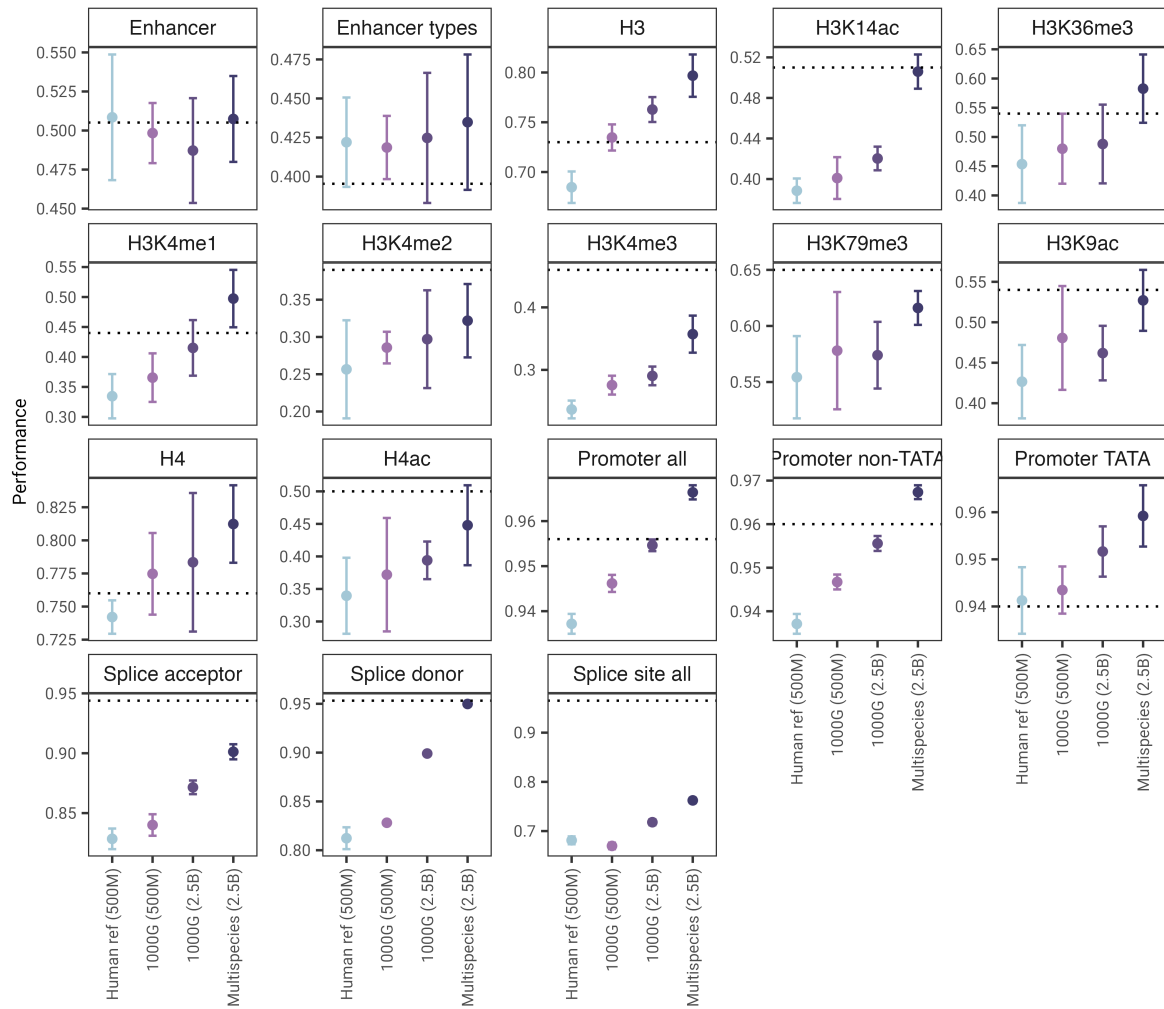 Performance
Enhancer
0.550
0.525
0.500
0.475
0.450
Enhancer types
0.475
0.450
0.425
0.400
H3
0.80
0.75
0.70
H3K14ac
0.52
0.48
0.44
0.40
H3K36me3
0.65
0.60
0.55
0.50
0.45
0.40
H3K4me1
0.55
0.50
0.45
0.40
0.35
0.30
H3K4me2
0.35
0.30
0.25
0.20
H3K4me3
0.4
0.3
H3K79me3
0.65
0.60
0.55
H3K9ac
0.55
0.50
0.45
0.40
H4
0.825
0.800
0.775
0.750
0.725
H4ac
0.50
0.45
0.40
0.35
0.30
Promoter all
0.96
0.95
0.94
Promoter non-TATA
0.97
0.96
0.95
0.94
Human ref (500M)
1000G (500M)
1000G (2.5B)
Multispecies (2.5B)
Promoter TATA
0.96
0.95
0.94
Human ref (500M)
1000G (500M)
1000G (2.5B)
Multispecies (2.5B)
Splice acceptor
0.95
0.90
0.85
Human ref (500M)
1000G (500M)
1000G (2.5B)
Multispecies (2.5B)
Splice donor
0.95
0.90
0.85
0.80
Human ref (500M)
1000G (500M)
1000G (2.5B)
Multispecies (2.5B)
Splice site all
0.9
0.8
0.7
Human ref (500M)
1000G (500M)
1000G (2.5B)
Multispecies (2.5B)